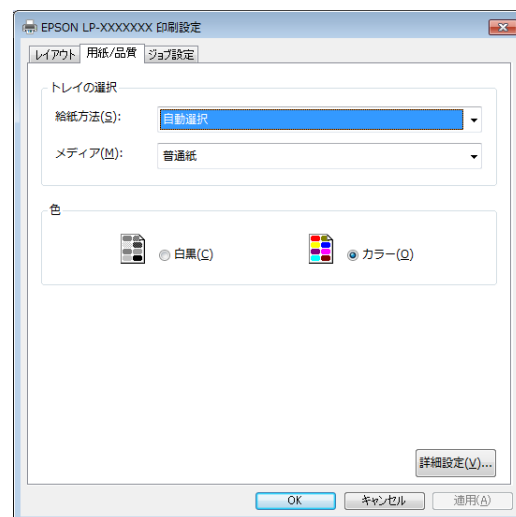 EPSON LP-XXXXXXX 印刷設定
レイアウト 用紙/品質 ジョブ設定
トレイの選択
給紙方法(S): 自動選択
メディア(M): 普通紙
色
白黒(C) カラー(O)
詳細設定(V)...
OK キャンセル 適用(A)